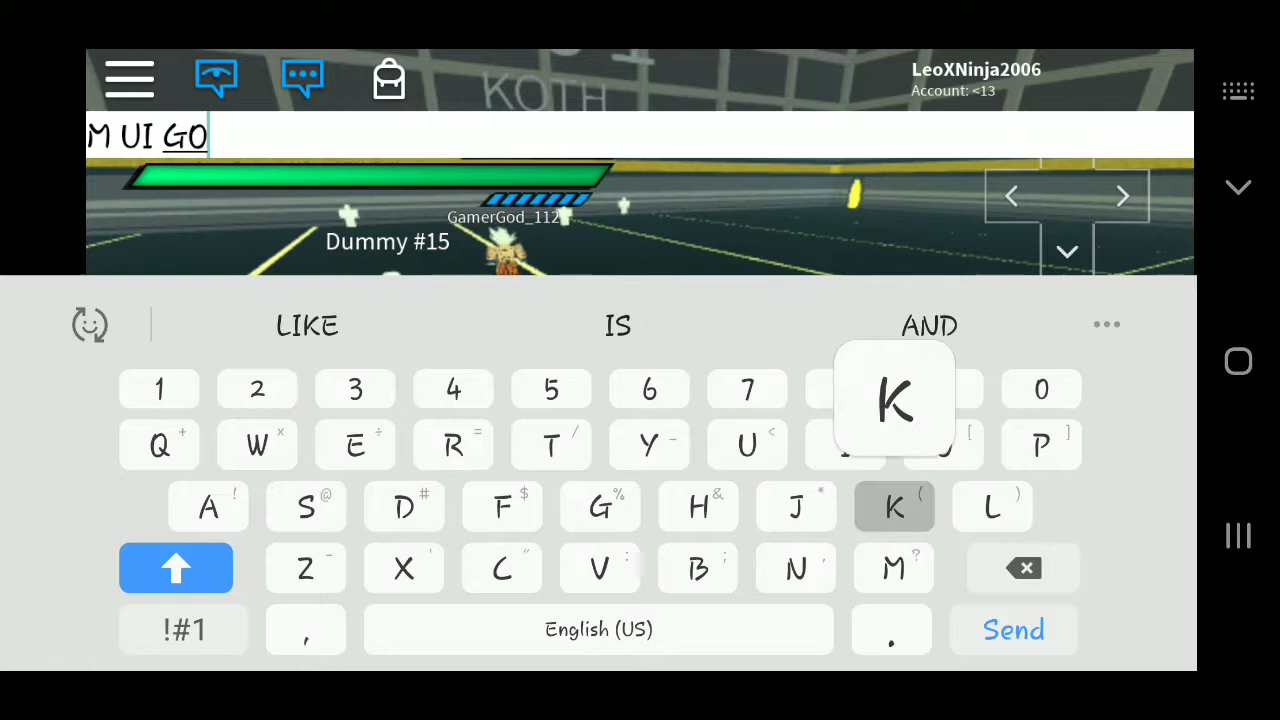 KOTH
LeoXNinja2006
Account: <13
M UI GO
GamerGod_112
Dummy #15
LIKE IS AND
K
1 2 3 4 5 6 7 0
Q + W × E ÷ R = T / Y - U < [ P ]
A ! S @ D # F $ G % H & J * K ( L )
Z - X ' C " V : B ; N , M ?
!#1 , English (US) . Send